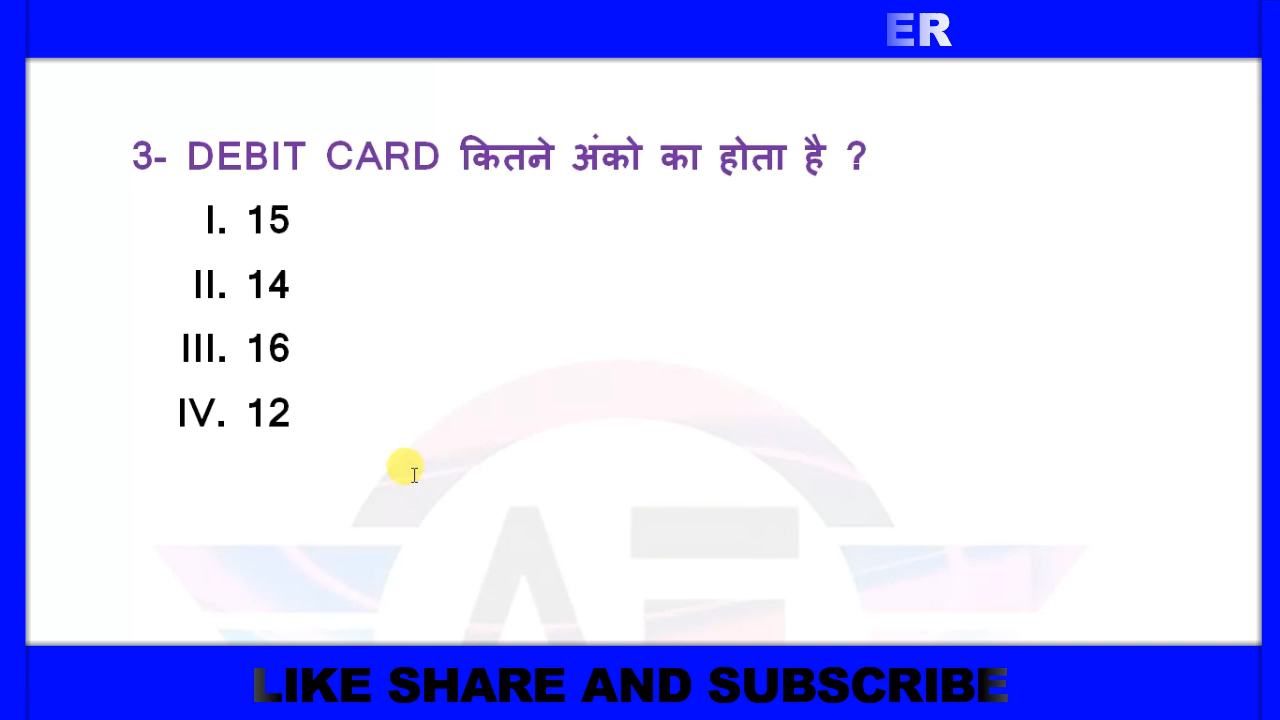 ER
3- DEBIT CARD कितने अंको का होता है ?
I. 15
II. 14
III. 16
IV. 12
LIKE SHARE AND SUBSCRIBE